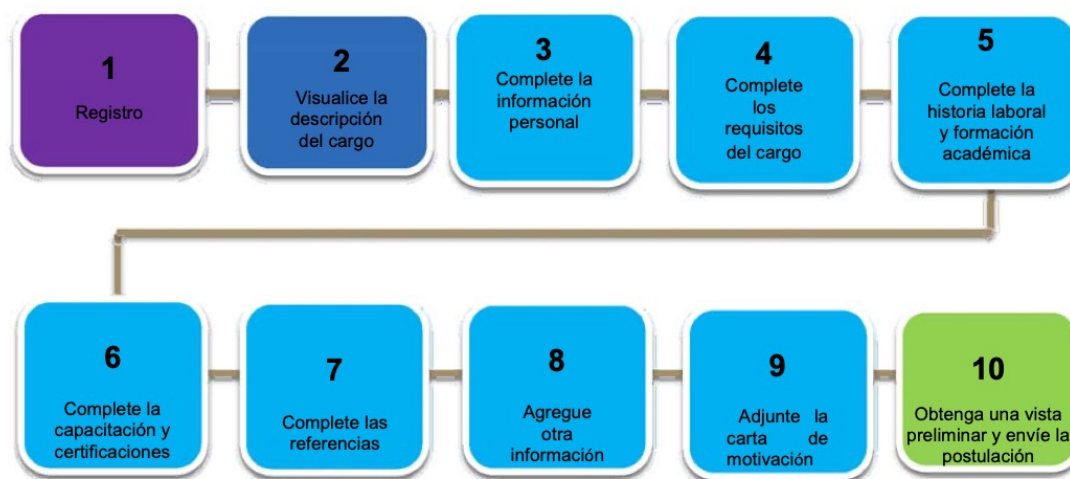 1
Registro
2
Visualice la
descripción
del cargo
3
Complete la
información
personal
4
Complete
los
requisitos
del cargo
5
Complete la
historia laboral
y formación
académica
6
Complete la
capacitación y
certificaciones
7
Complete las
referencias
8
Agregue
otra
información
9
Adjunte la
carta de
motivación
10
Obtenga una vista
preliminar y envíe la
postulación